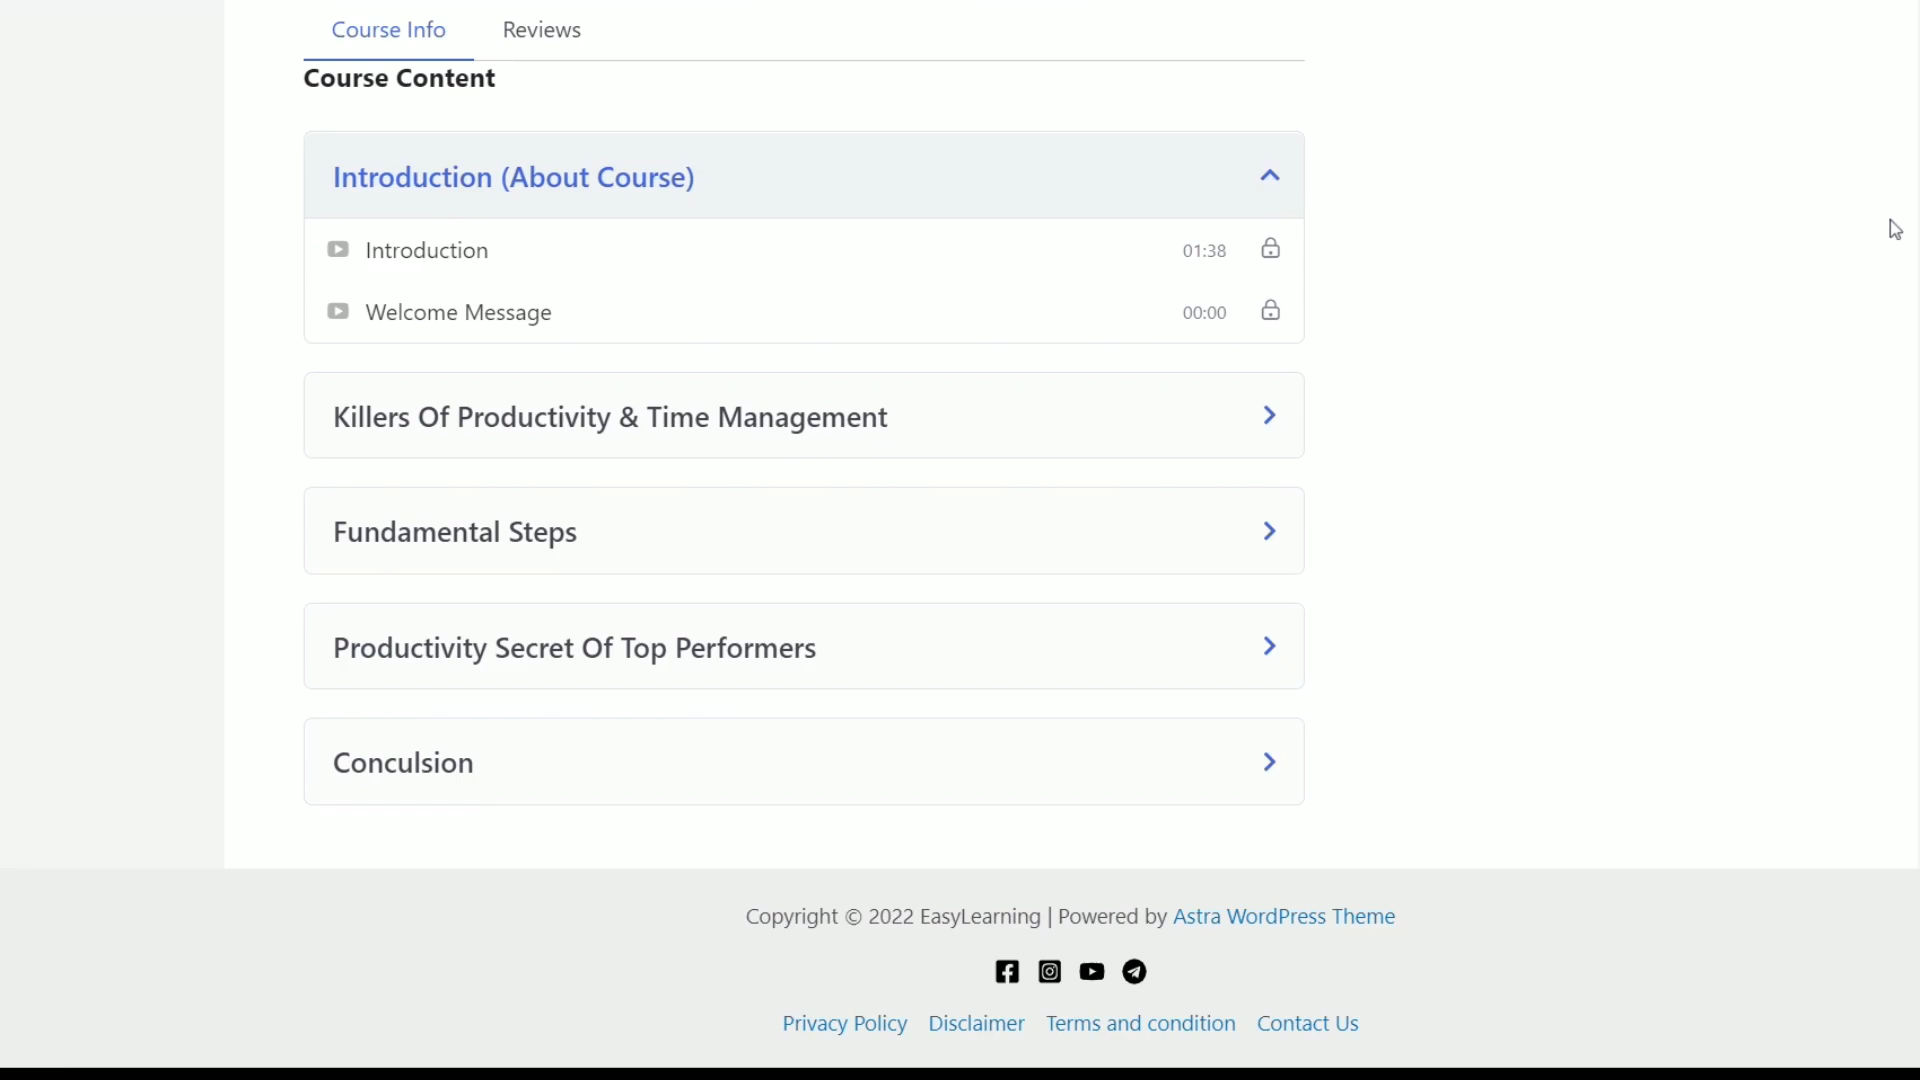 Course Info Reviews
Course Content
Introduction (About Course)
Introduction 01:38
Welcome Message 00:00
Killers Of Productivity & Time Management
Fundamental Steps
Productivity Secret Of Top Performers
Conculsion
Copyright © 2022 EasyLearning | Powered by Astra WordPress Theme
Privacy Policy Disclaimer Terms and condition Contact Us